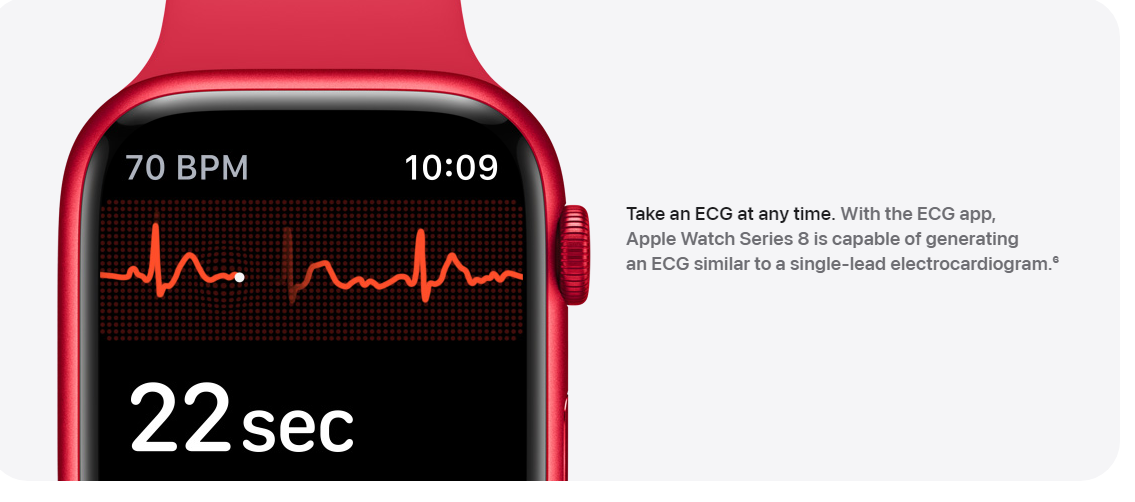 70 BPM
10:09
22 sec
Take an ECG at any time. With the ECG app,
Apple Watch Series 8 is capable of generating
an ECG similar to a single-lead electrocardiogram.⁶